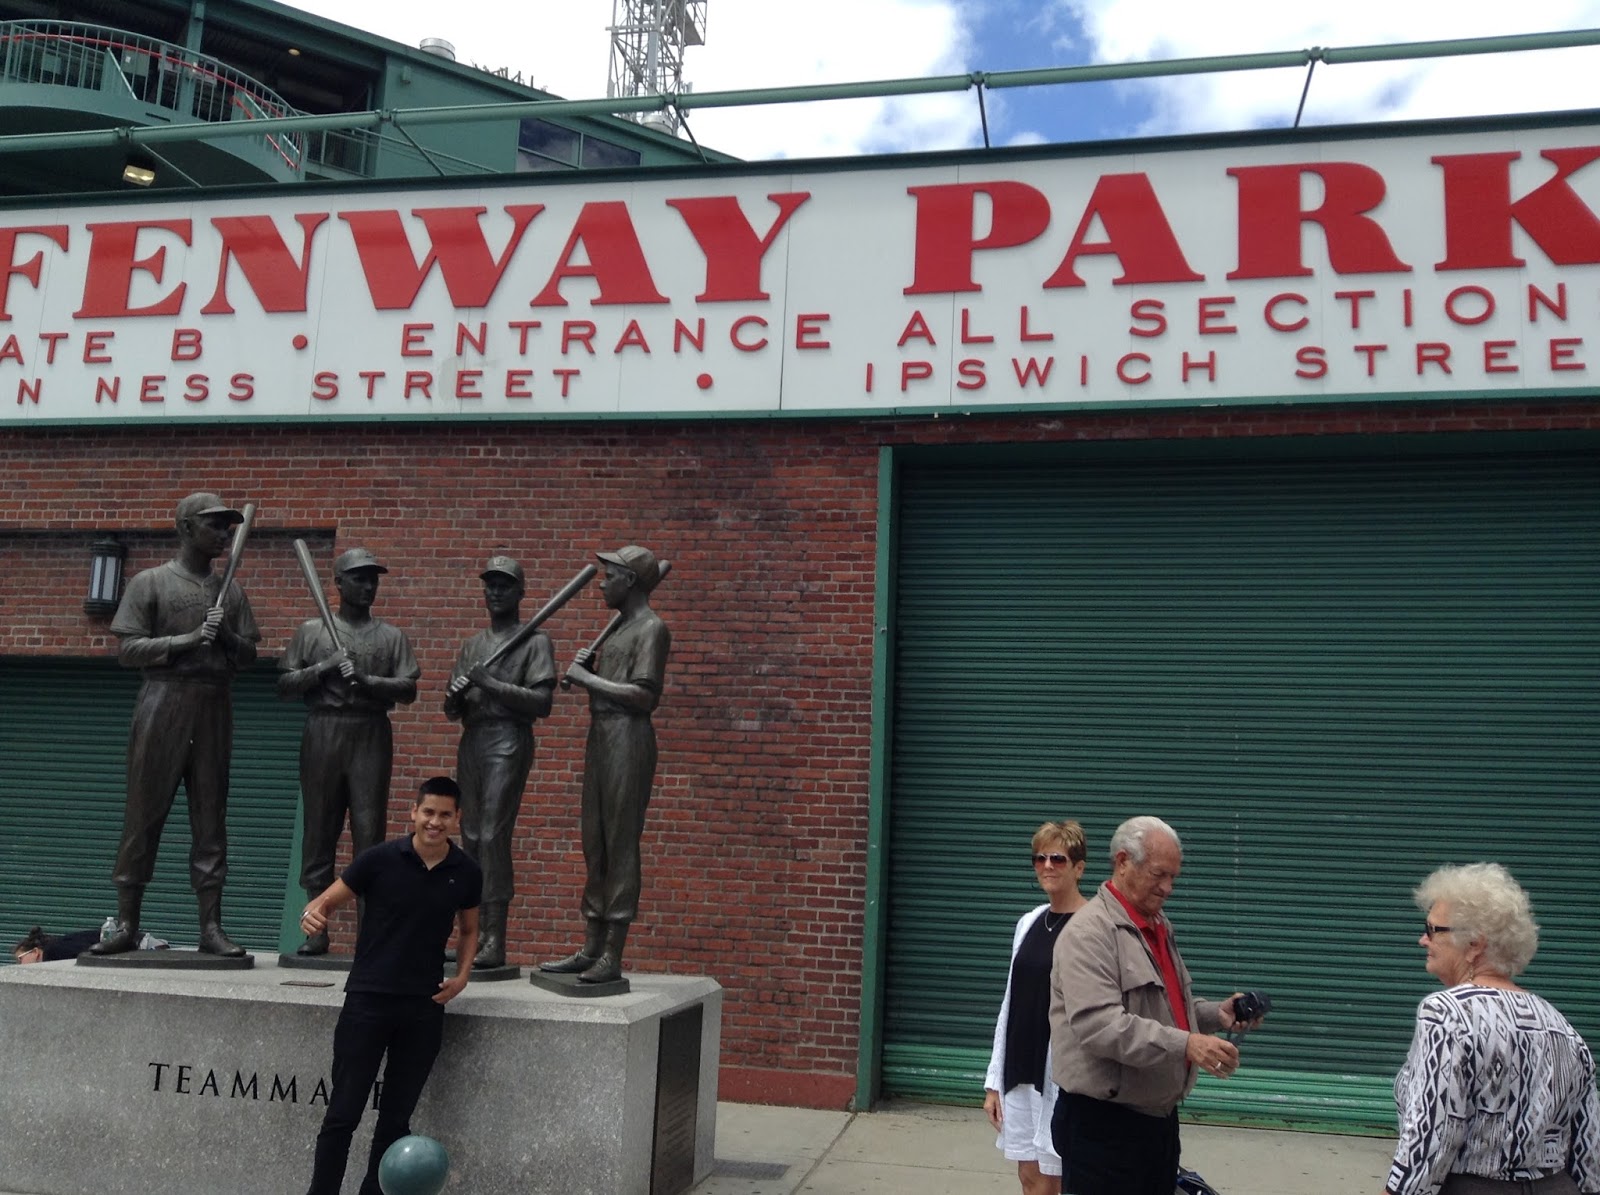 FENWAY PARK
ATE B • ENTRANCE ALL SECTION
N NESS STREET • IPSWICH STREE
TEAMMA